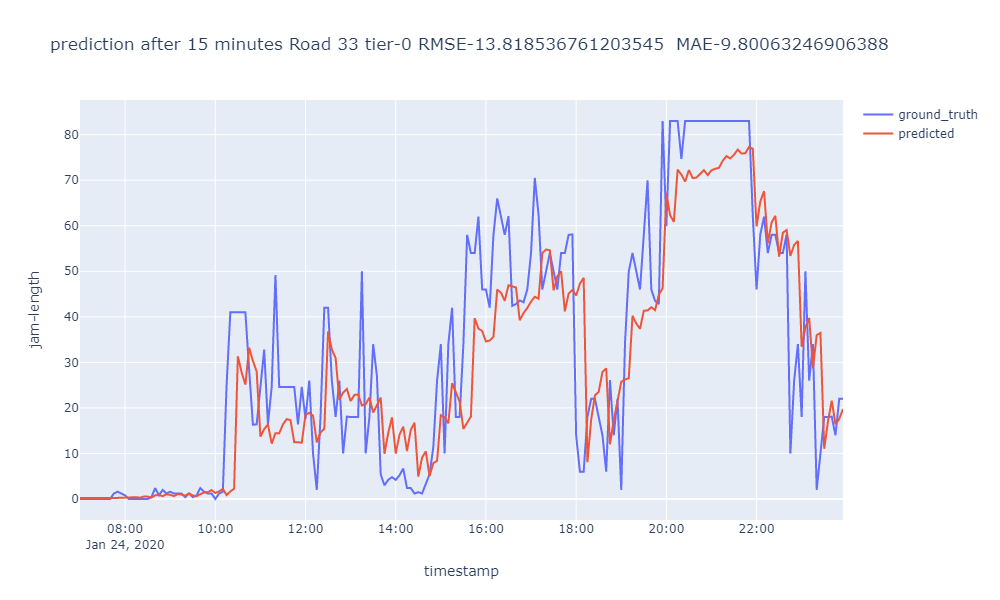 prediction after 15 minutes Road 33 tier-0 RMSE-13.818536761203545  MAE-9.80063246906388
ground_truth
predicted
jam-length
80
70
60
50
40
30
20
10
0
08:00 10:00 12:00 14:00 16:00 18:00 20:00 22:00
Jan 24, 2020
timestamp